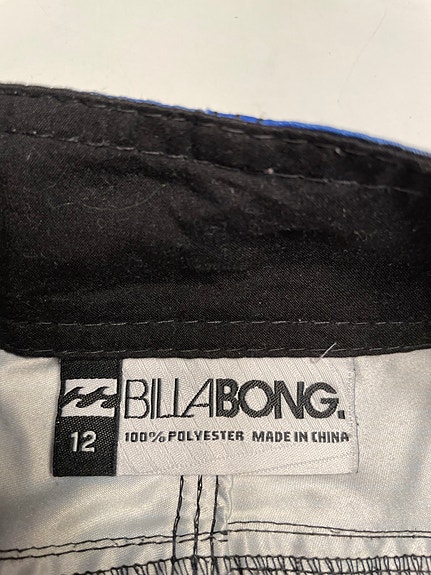 BILLABONG.
12
100% POLYESTER MADE IN CHINA